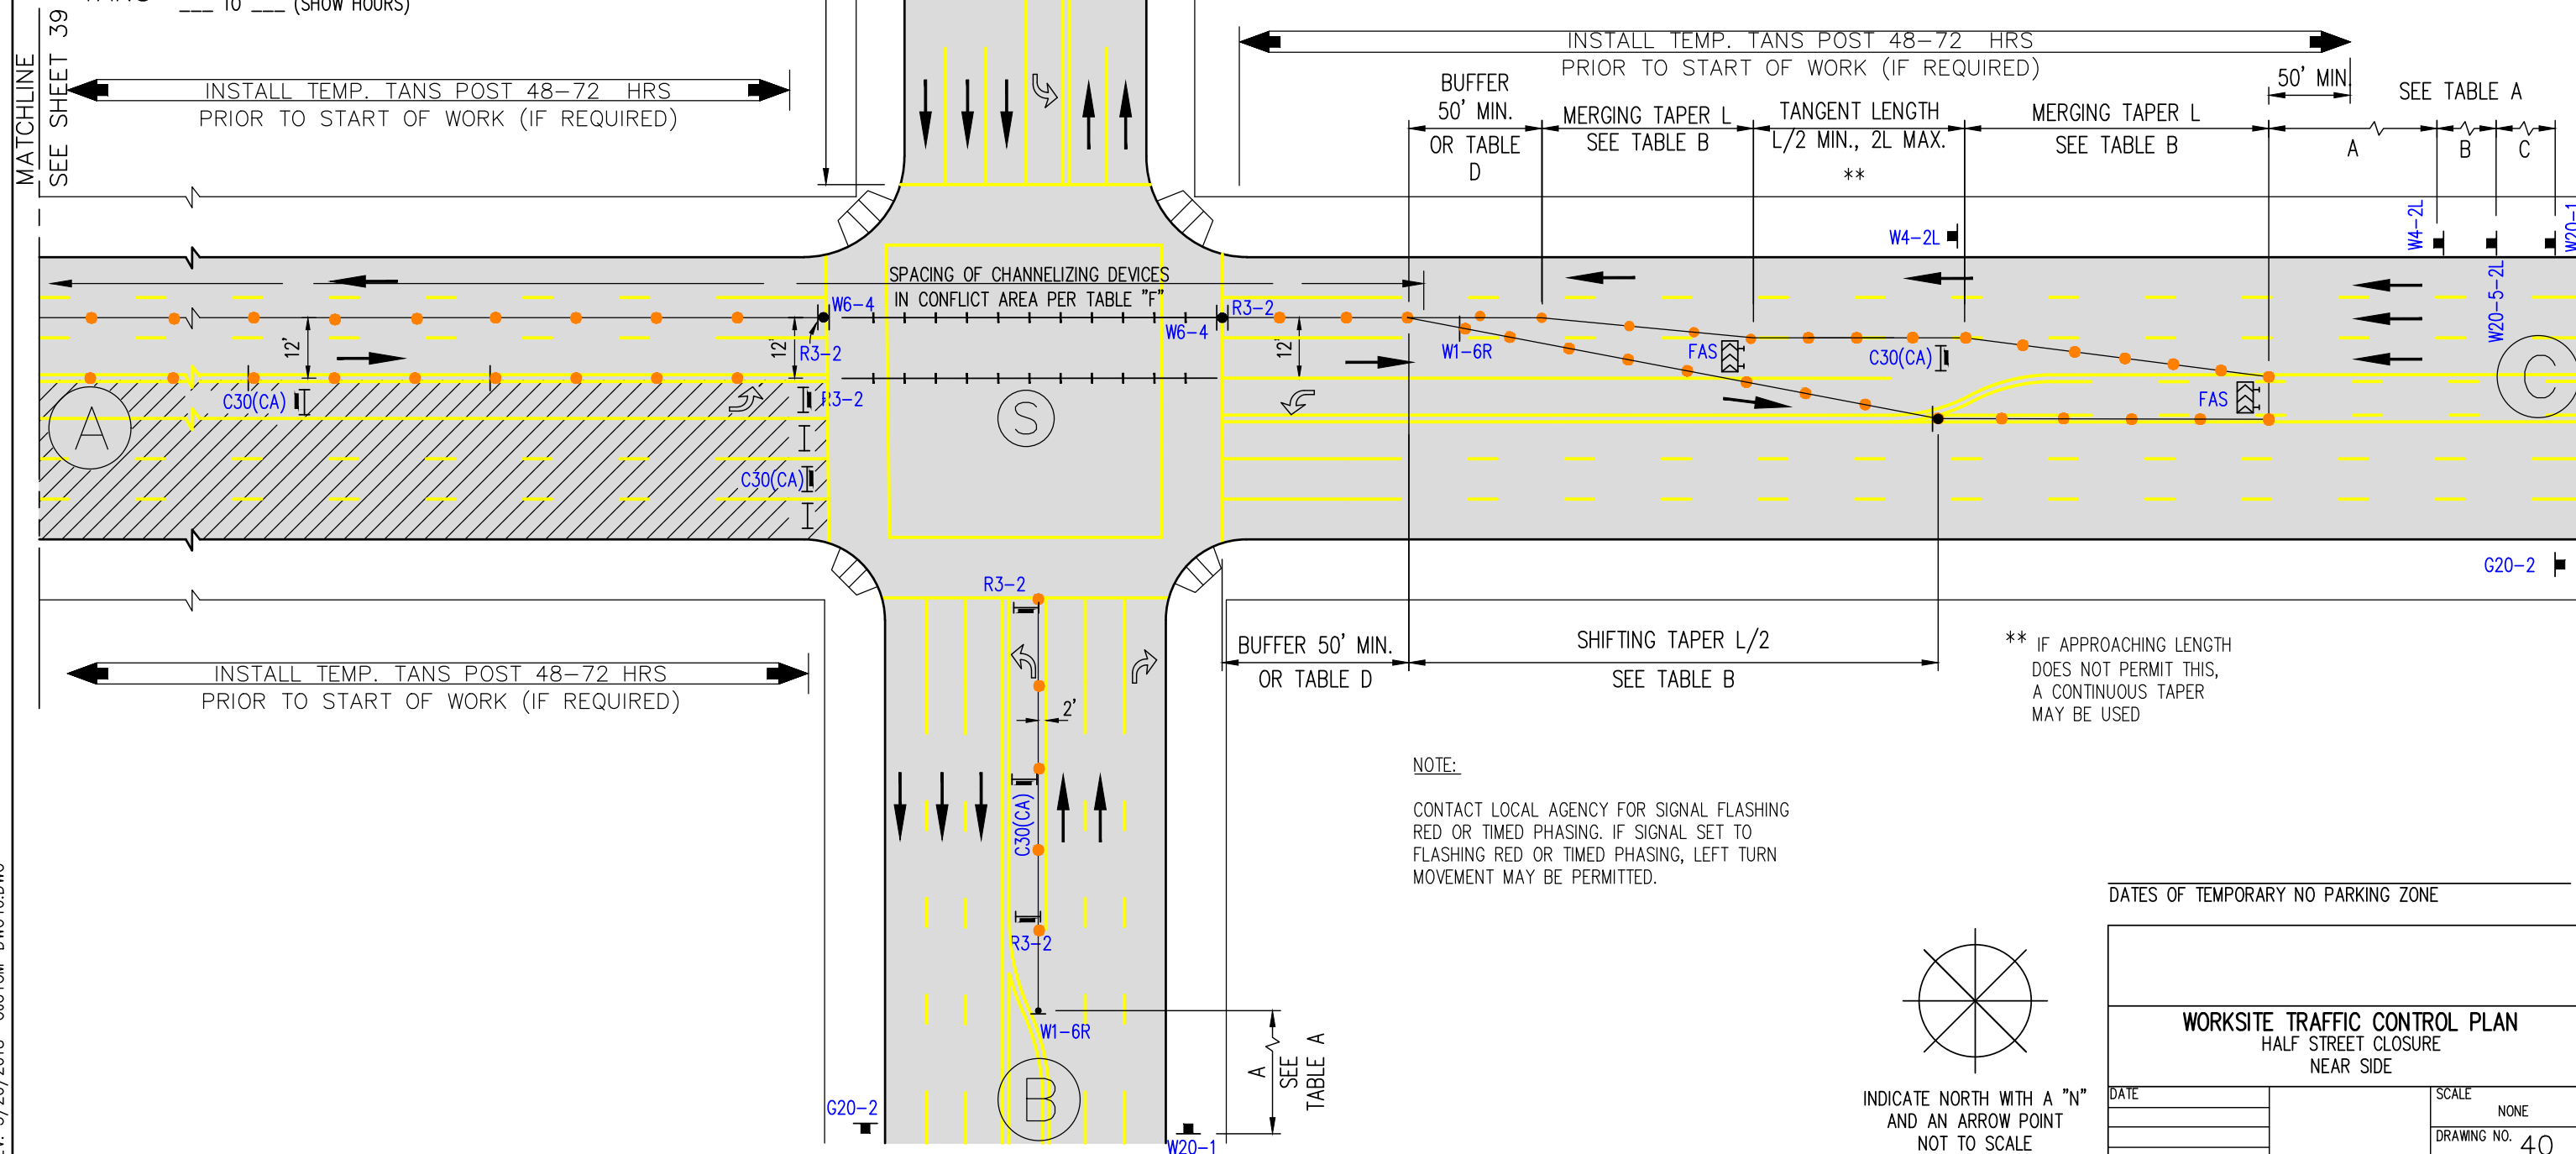 ___ TO ___ (SHOW HOURS)
MATCHLINE
SEE SHEET 39
INSTALL TEMP. TANS POST 48-72 HRS
PRIOR TO START OF WORK (IF REQUIRED)
INSTALL TEMP. TANS POST 48-72 HRS
PRIOR TO START OF WORK (IF REQUIRED)
BUFFER
50' MIN.
OR TABLE
D
MERGING TAPER L
SEE TABLE B
TANGENT LENGTH
L/2 MIN., 2L MAX.
**
MERGING TAPER L
SEE TABLE B
50' MIN.
SEE TABLE A
A
B
C
W4-2L
W4-2L
W20-5-2L
W20-1
SPACING OF CHANNELIZING DEVICES
IN CONFLICT AREA PER TABLE "F"
W6-4
R3-2
W6-4
R3-2
12'
12'
12'
W1-6R
FAS
C30(CA)
FAS
C
C30(CA)
R3-2
A
S
C30(CA)
G20-2
R3-2
BUFFER 50' MIN.
OR TABLE D
SHIFTING TAPER L/2
SEE TABLE B
** IF APPROACHING LENGTH
DOES NOT PERMIT THIS,
A CONTINUOUS TAPER
MAY BE USED
INSTALL TEMP. TANS POST 48-72 HRS
PRIOR TO START OF WORK (IF REQUIRED)
2'
C30(CA)
R3-2
W1-6R
B
G20-2
W20-1
A
SEE
TABLE A
NOTE:
CONTACT LOCAL AGENCY FOR SIGNAL FLASHING
RED OR TIMED PHASING. IF SIGNAL SET TO
FLASHING RED OR TIMED PHASING, LEFT TURN
MOVEMENT MAY BE PERMITTED.
INDICATE NORTH WITH A "N"
AND AN ARROW POINT
NOT TO SCALE
DATES OF TEMPORARY NO PARKING ZONE
WORKSITE TRAFFIC CONTROL PLAN
HALF STREET CLOSURE
NEAR SIDE
DATE
SCALE
NONE
DRAWING NO. 40